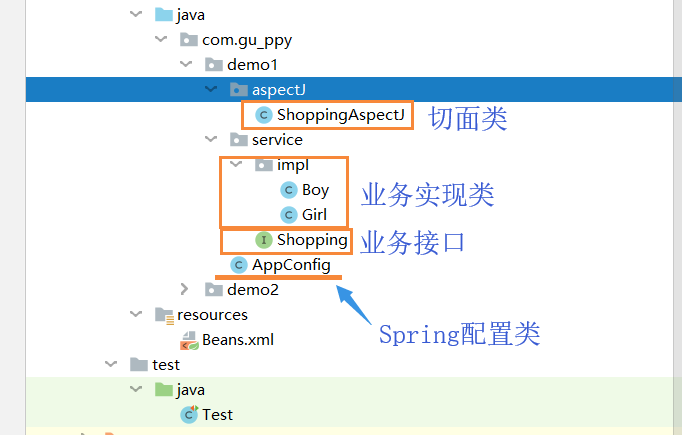 java
com.gu_ppy
demo1
aspectJ
ShoppingAspectJ 切面类
service
impl
Boy 业务实现类
Girl
Shopping 业务接口
AppConfig
demo2
resources Spring配置类
Beans.xml
test
java
Test